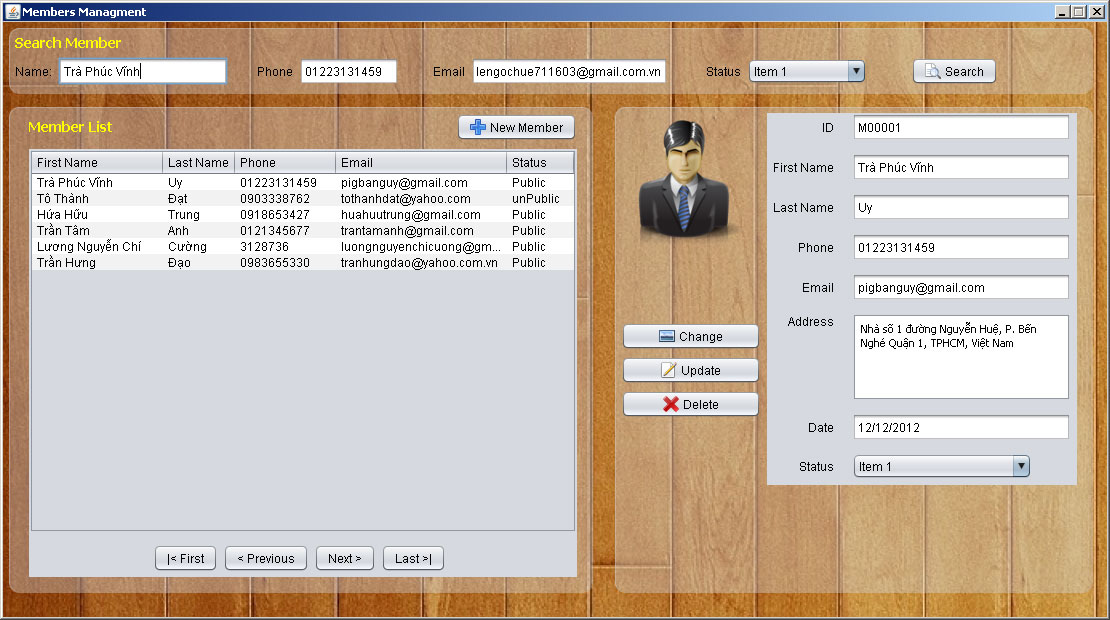 Members Managment
Search Member
Name: Trà Phúc Vĩnh Phone 01223131459 Email lengochue711603@gmail.com.vn Status Item 1 Search
Member List
New Member
First Name Last Name Phone Email Status
Trà Phúc Vĩnh Uy 01223131459 pigbanguy@gmail.com Public
Tô Thành Đạt 0903338762 tothanhdat@yahoo.com unPublic
Hứa Hữu Trung 0918653427 huahuutrung@gmail.com Public
Trần Tâm Anh 0121345677 trantamanh@gmail.com Public
Lương Nguyễn Chí Cường 3128736 luongnguyenchicuong@gm... Public
Trần Hưng Đạo 0983655330 tranhungdao@yahoo.com.vn Public
|< First < Previous Next > Last >|
Change
Update
Delete
ID M00001
First Name Trà Phúc Vĩnh
Last Name Uy
Phone 01223131459
Email pigbanguy@gmail.com
Address Nhà số 1 đường Nguyễn Huệ, P. Bến
Nghé Quận 1, TPHCM, Việt Nam
Date 12/12/2012
Status Item 1